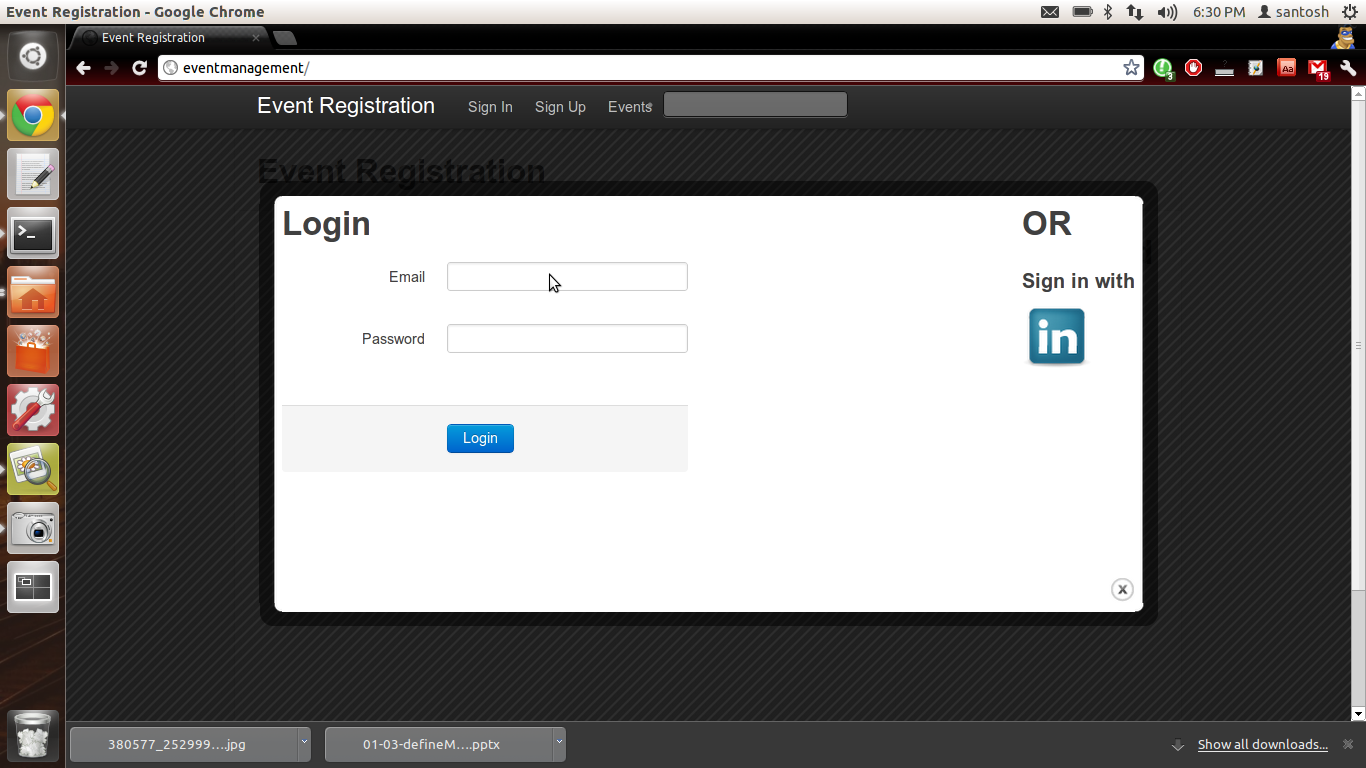 Event Registration - Google Chrome
6:30 PM santosh
Event Registration
eventmanagement/
3
Aa
19
Event Registration Sign In Sign Up Events
Event Registration
Login
OR
Email
Sign in with
in
Password
Login
x
380577_252999....jpg
01-03-defineM....pptx
Show all downloads...